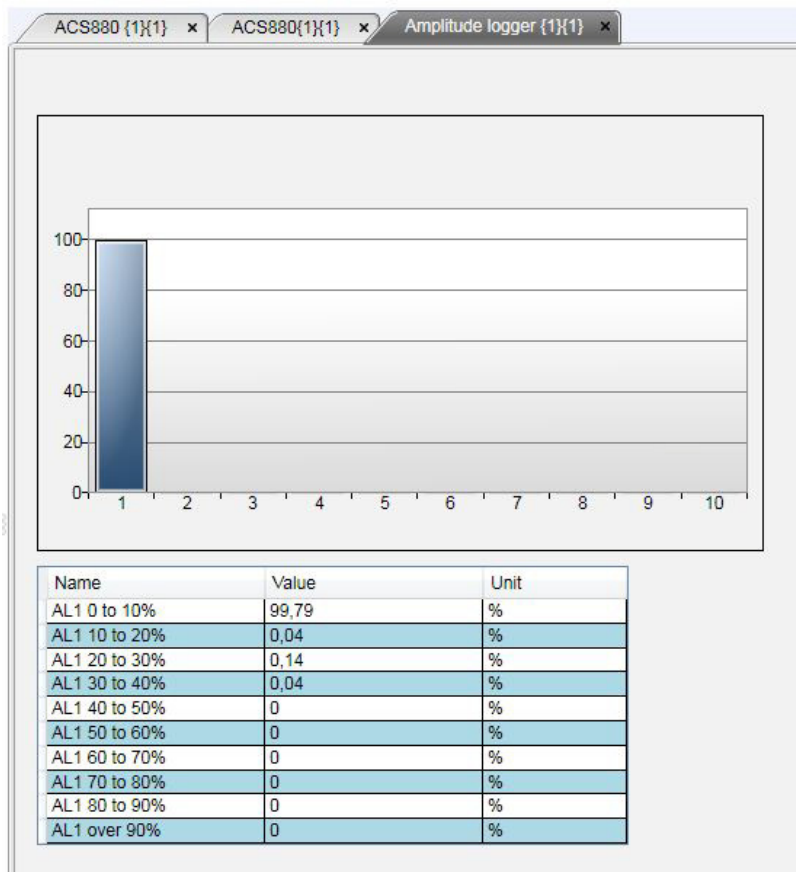 ACS880 {1}{1} x ACS880{1}{1} x Amplitude logger {1}{1} x
100
80
60
40
20
0
1 2 3 4 5 6 7 8 9 10
Name Value Unit
AL1 0 to 10% 99,79 %
AL1 10 to 20% 0,04 %
AL1 20 to 30% 0,14 %
AL1 30 to 40% 0,04 %
AL1 40 to 50% 0 %
AL1 50 to 60% 0 %
AL1 60 to 70% 0 %
AL1 70 to 80% 0 %
AL1 80 to 90% 0 %
AL1 over 90% 0 %